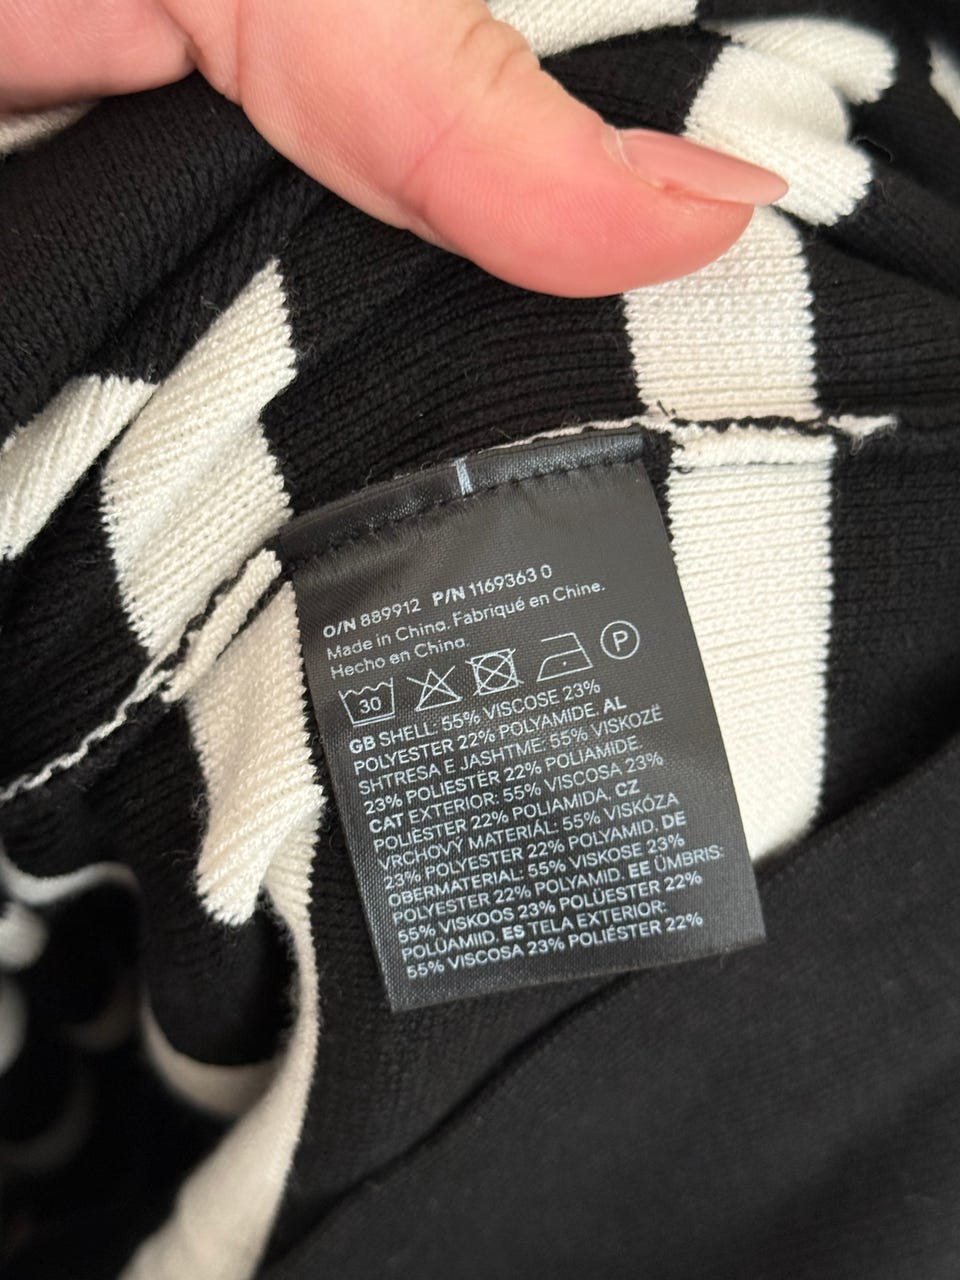 O/N 889912 P/N 1169363 0
Made in China. Fabriqué en Chine.
Hecho en China.
30 P
GB SHELL: 55% VISCOSE 23%
POLYESTER 22% POLYAMIDE. AL
SHTRESA E JASHTME: 55% VISKOZË
23% POLIESTËR 22% POLIAMIDE.
CAT EXTERIOR: 55% VISCOSA 23%
POLIÈSTER 22% POLIAMIDA. CZ
VRCHOVÝ MATERIÁL: 55% VISKÓZA
23% POLYESTER 22% POLYAMID. DE
OBERMATERIAL: 55% VISKOSE 23%
POLYESTER 22% POLYAMID. EE ÜMBRIS:
55% VISKOOS 23% POLÜESTER 22%
POLÜAMIID. ES TELA EXTERIOR:
55% VISCOSA 23% POLIÉSTER 22%